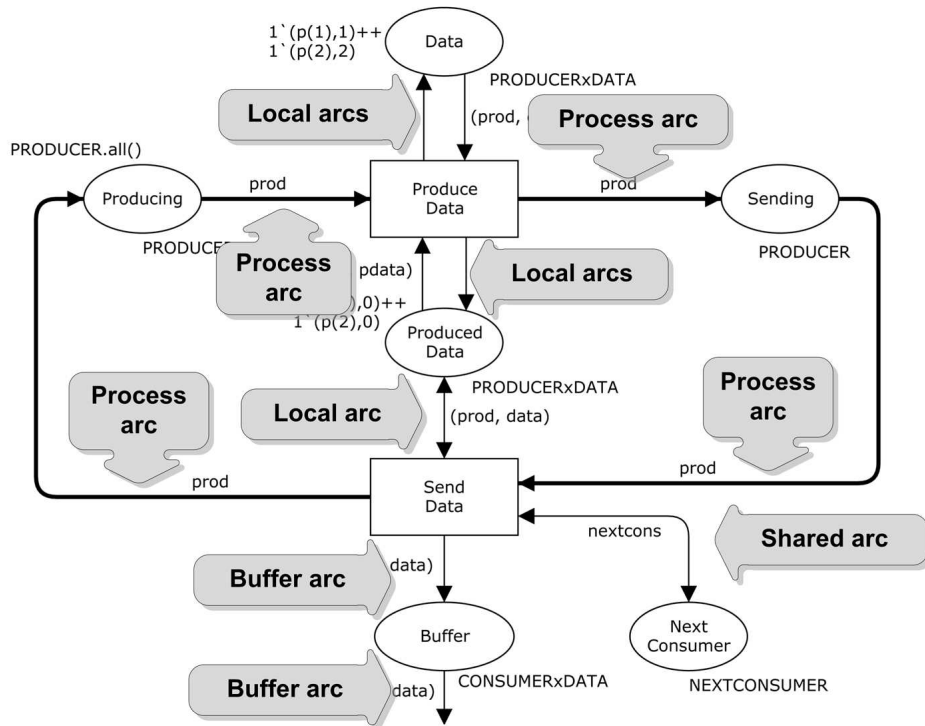 1`(p(1),1)++
1`(p(2),2)
Data
PRODUCERxDATA
Local arcs
(prod,
Process arc
PRODUCER.all()
Producing
prod
Produce
Data
prod
Sending
PRODUCER
Process
arc
pdata)
Local arcs
PRODUCER
,0)++
1`(p(2),0)
Produced
Data
Process
arc
Local arc
PRODUCERxDATA
(prod, data)
Process
arc
prod
Send
Data
prod
nextcons
Shared arc
Buffer arc
data)
Buffer
Next
Consumer
Buffer arc
data)
CONSUMERxDATA
NEXTCONSUMER